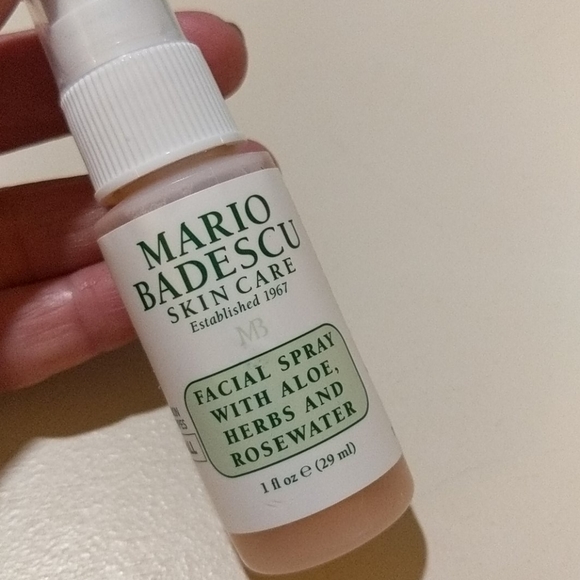 MARIO
BADESCU
SKIN CARE
Established 1967
MB
FACIAL SPRAY
WITH ALOE,
HERBS AND
ROSEWATER
1 fl oz e (29 ml)